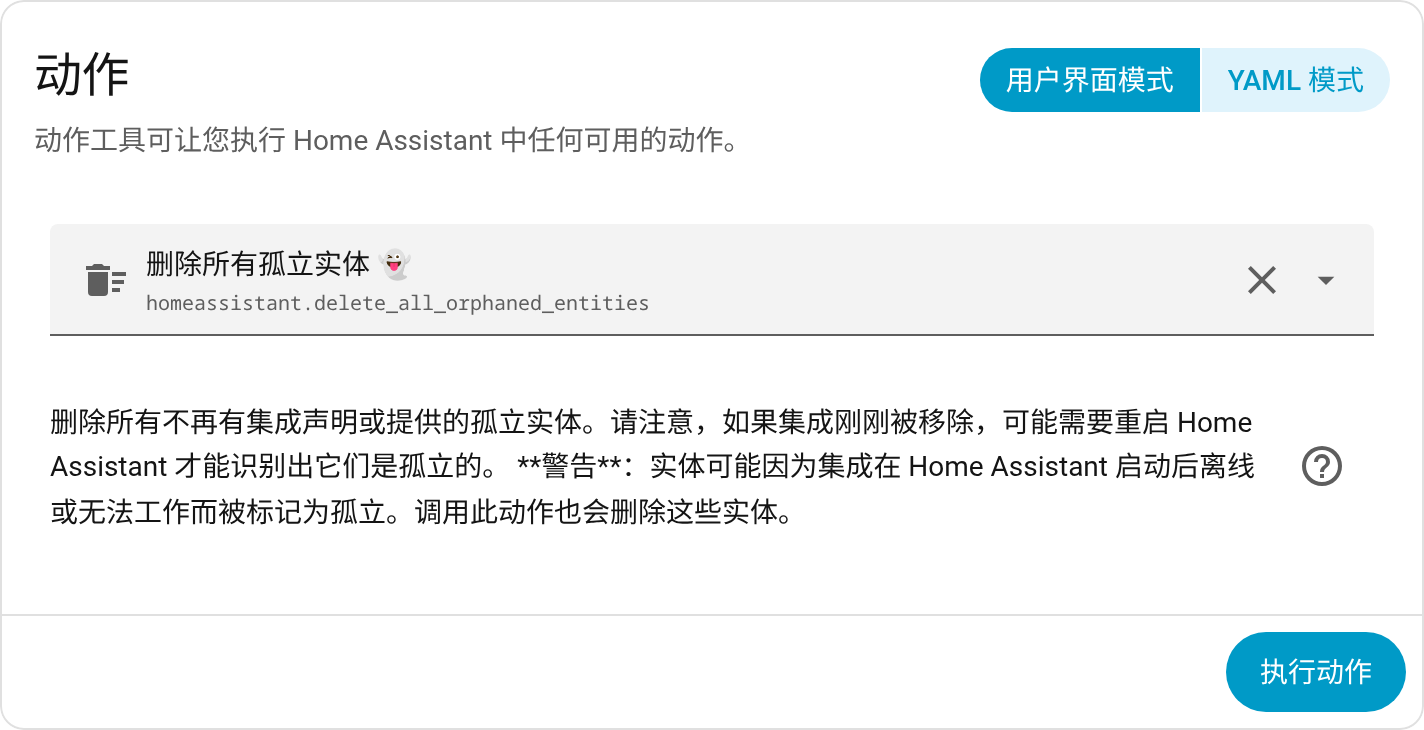 动作
用户界面模式
YAML 模式
动作工具可让您执行 Home Assistant 中任何可用的动作。
删除所有孤立实体 👻
homeassistant.delete_all_orphaned_entities
删除所有不再有集成声明或提供的孤立实体。请注意，如果集成刚刚被移除，可能需要重启 Home
Assistant 才能识别出它们是孤立的。 **警告**：实体可能因为集成在 Home Assistant 启动后离线
或无法工作而被标记为孤立。调用此动作也会删除这些实体。
执行动作